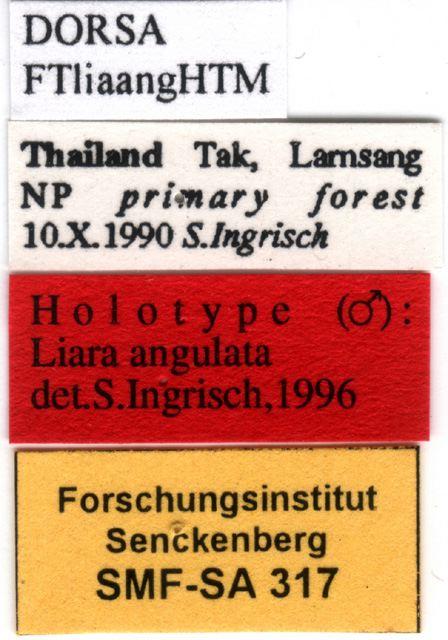 DORSA
FTliaangHTM
Thailand Tak, Lamsang
NP primary forest
10.X.1990 S.Ingrisch
Holotype (♂):
Liara angulata
det.S.Ingrisch,1996
Forschungsinstitut
Senckenberg
SMF-SA 317